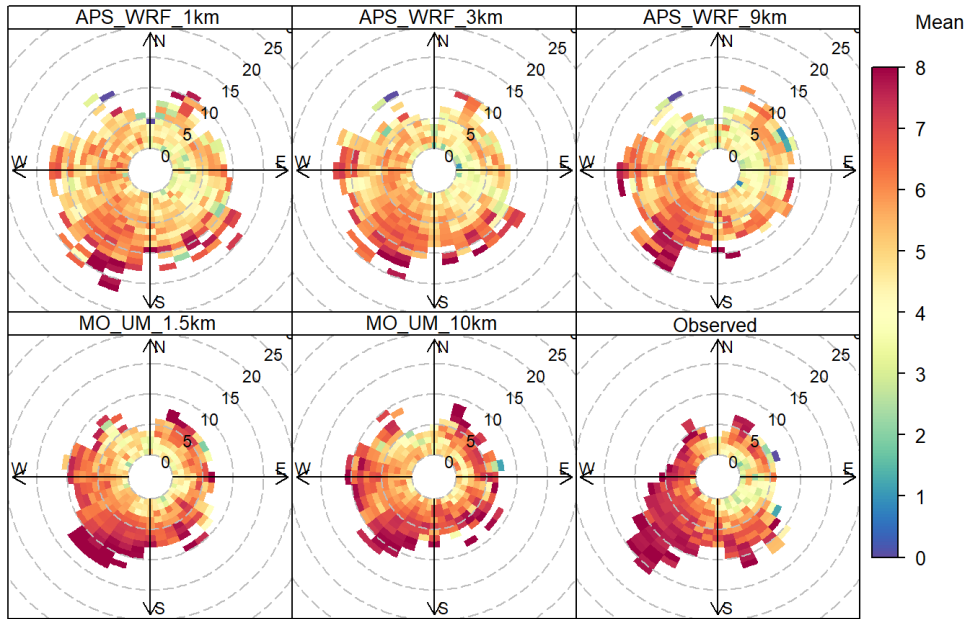 APS_WRF_1km APS_WRF_3km APS_WRF_9km Mean
N 25 20 15 10 5 0 W E S
N 25 20 15 10 5 0 W E S
N 25 20 15 10 5 0 W E S
MO_UM_1.5km MO_UM_10km Observed
N 25 20 15 10 5 0 W E S
N 25 20 15 10 5 0 W E S
N 25 20 15 10 5 0 W E S
8
7
6
5
4
3
2
1
0